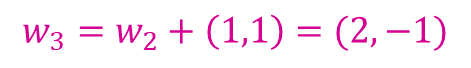 w₃ = w₂ + (1,1) = (2, −1)